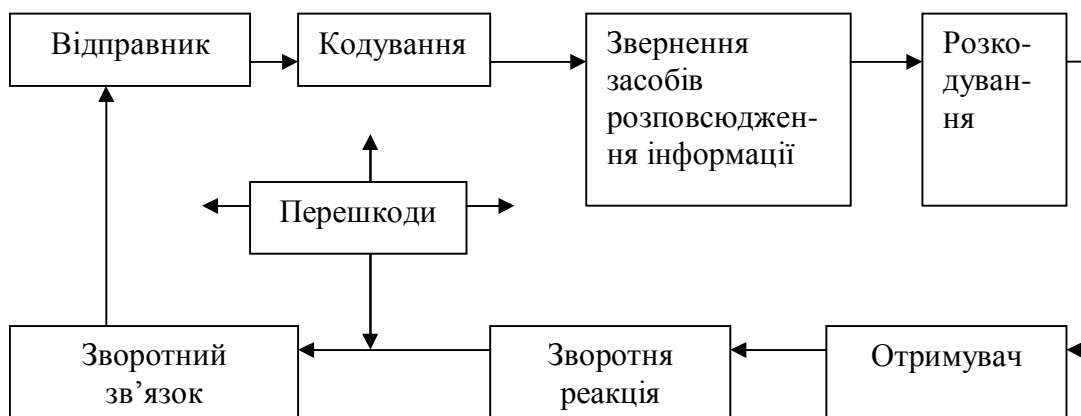 Відправник
Кодування
Звернення
засобів
розповсюджен-
ня інформації
Розко-
дуван-
ня
Перешкоди
Зворотний
зв’язок
Зворотня
реакція
Отримувач